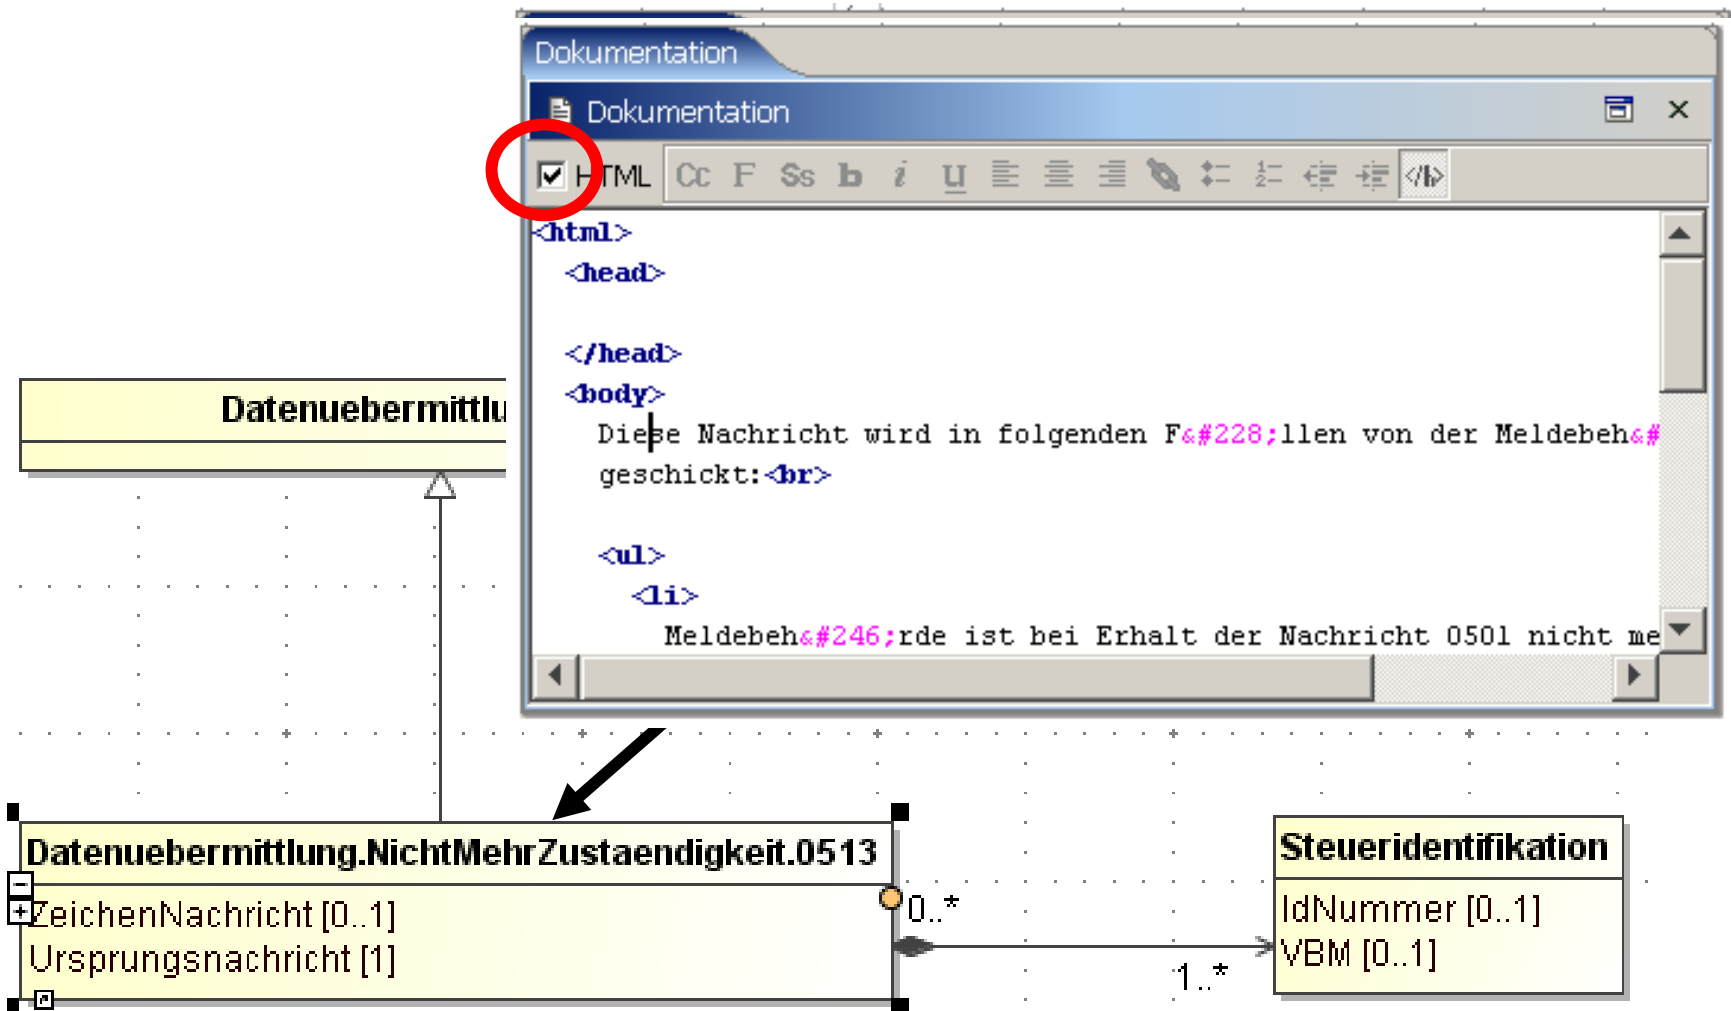 Dokumentation
Dokumentation
HTML Cc F Ss b i U </h>
<html>
<head>
</head>
<body>
Diese Nachricht wird in folgenden F&#228;llen von der Meldebeh&#
geschickt:<br>
<ul>
<li>
Meldebeh&#246;rde ist bei Erhalt der Nachricht 0501 nicht me
Datenuebermittlu
Datenuebermittlung.NichtMehrZustaendigkeit.0513
ZeichenNachricht [0..1]
Ursprungsnachricht [1]
0..*
1..*
Steueridentifikation
IdNummer [0..1]
VBM [0..1]